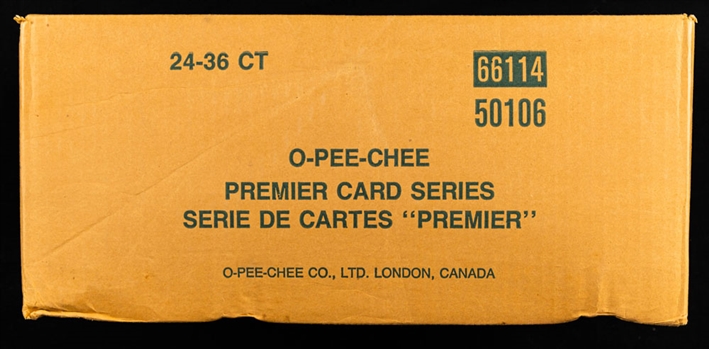 24-36 CT
66114
50106
O-PEE-CHEE
PREMIER CARD SERIES
SERIE DE CARTES "PREMIER"
O-PEE-CHEE CO., LTD. LONDON, CANADA